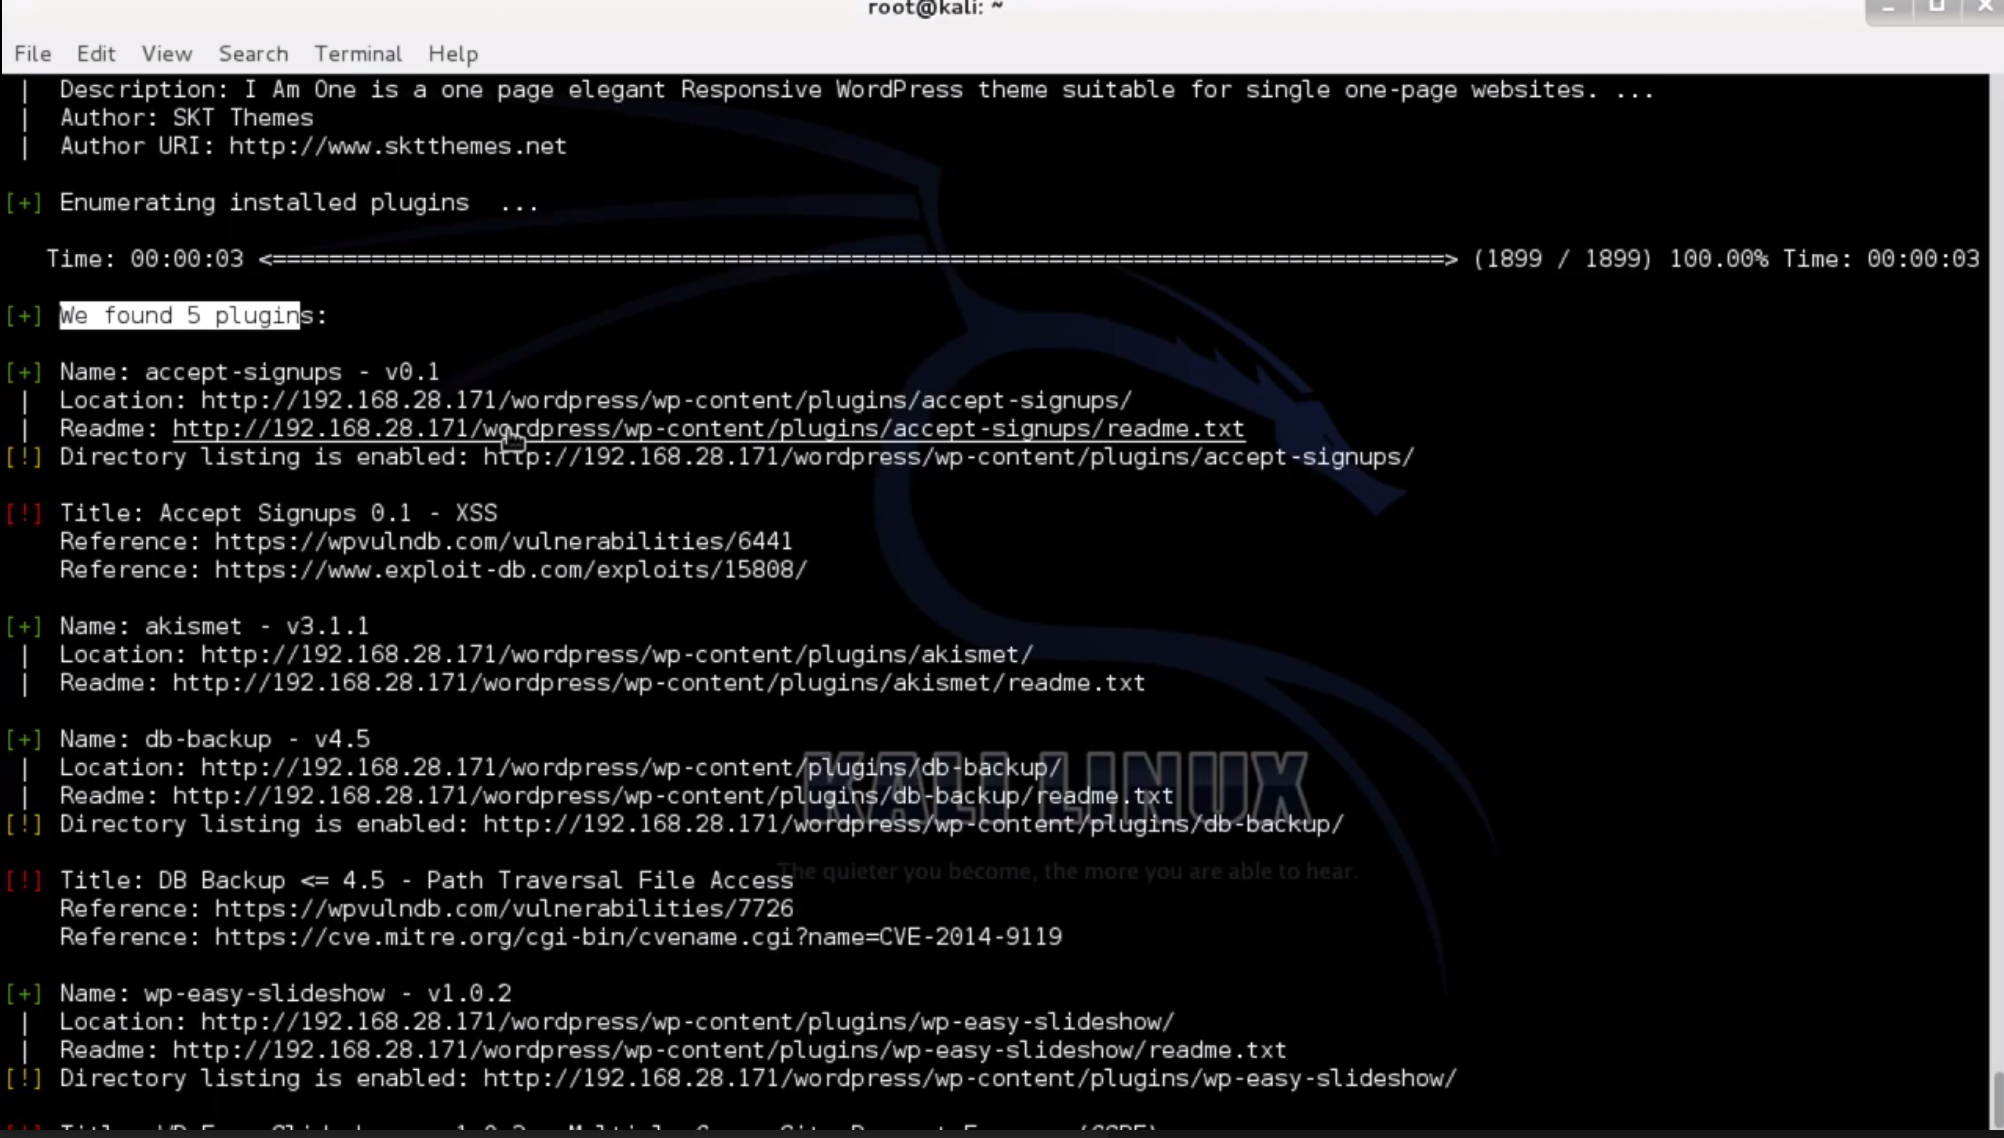 root@kali: ~
File Edit View Search Terminal Help
| Description: I Am One is a one page elegant Responsive WordPress theme suitable for single one-page websites. ...
| Author: SKT Themes
| Author URI: http://www.sktthemes.net
[+] Enumerating installed plugins ...
Time: 00:00:03 <===================================================================================> (1899 / 1899) 100.00% Time: 00:00:03
[+] We found 5 plugins:
[+] Name: accept-signups - v0.1
| Location: http://192.168.28.171/wordpress/wp-content/plugins/accept-signups/
| Readme: http://192.168.28.171/wordpress/wp-content/plugins/accept-signups/readme.txt
[!] Directory listing is enabled: http://192.168.28.171/wordpress/wp-content/plugins/accept-signups/
[!] Title: Accept Signups 0.1 - XSS
Reference: https://wpvulndb.com/vulnerabilities/6441
Reference: https://www.exploit-db.com/exploits/15808/
[+] Name: akismet - v3.1.1
| Location: http://192.168.28.171/wordpress/wp-content/plugins/akismet/
| Readme: http://192.168.28.171/wordpress/wp-content/plugins/akismet/readme.txt
[+] Name: db-backup - v4.5
| Location: http://192.168.28.171/wordpress/wp-content/plugins/db-backup/
| Readme: http://192.168.28.171/wordpress/wp-content/plugins/db-backup/readme.txt
KALI LINUX
[!] Directory listing is enabled: http://192.168.28.171/wordpress/wp-content/plugins/db-backup/
The quieter you become, the more you are able to hear.
[!] Title: DB Backup <= 4.5 - Path Traversal File Access
Reference: https://wpvulndb.com/vulnerabilities/7726
Reference: https://cve.mitre.org/cgi-bin/cvename.cgi?name=CVE-2014-9119
[+] Name: wp-easy-slideshow - v1.0.2
| Location: http://192.168.28.171/wordpress/wp-content/plugins/wp-easy-slideshow/
| Readme: http://192.168.28.171/wordpress/wp-content/plugins/wp-easy-slideshow/readme.txt
[!] Directory listing is enabled: http://192.168.28.171/wordpress/wp-content/plugins/wp-easy-slideshow/